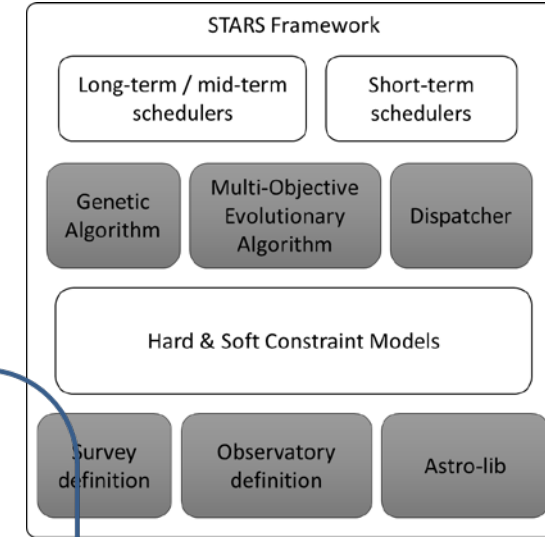 STARS Framework
Long-term / mid-term
schedulers
Short-term
schedulers
Genetic
Algorithm
Multi-Objective
Evolutionary
Algorithm
Dispatcher
Hard & Soft Constraint Models
Survey
definition
Observatory
definition
Astro-lib